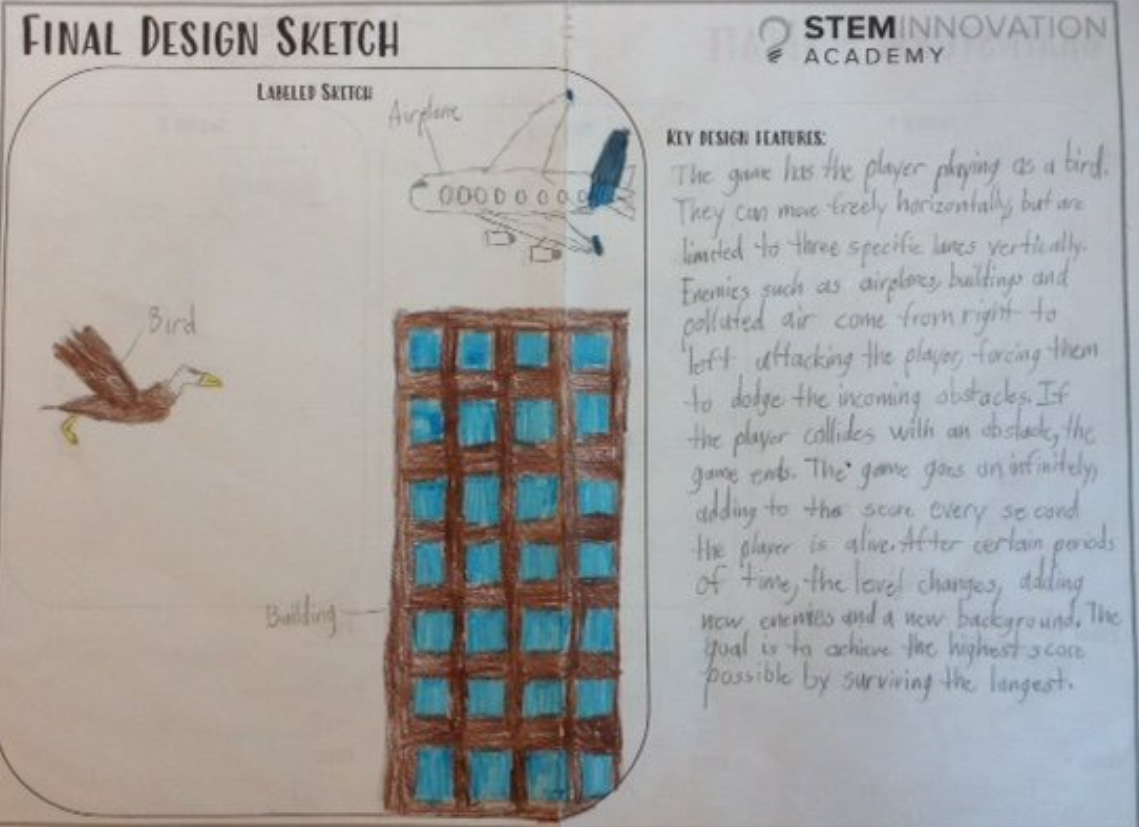 FINAL DESIGN SKETCH
STEMINNOVATION
ACADEMY
LABELED SKETCH
Airplane
Bird
Building
KEY DESIGN FEATURES:
The game has the player playing as a bird.
They can move freely horizontally, but are
limited to three specific lanes vertically.
Enemies such as airplanes, buildings and
polluted air come from right to
left attacking the player, forcing them
to dodge the incoming obstacles. If
the player collides with an obstacle, the
game ends. The game goes on infinitely,
adding to the score every second
the player is alive. After certain periods
of time, the level changes, adding
new enemies and a new background. The
goal is to achieve the highest score
possible by surviving the longest.